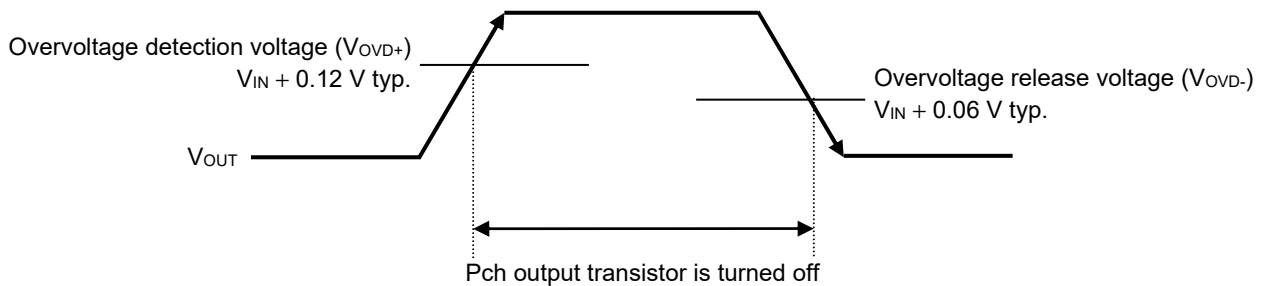 Overvoltage detection voltage (VOVD+)
VIN + 0.12 V typ.
Overvoltage release voltage (VOVD-)
VIN + 0.06 V typ.
VOUT
Pch output transistor is turned off